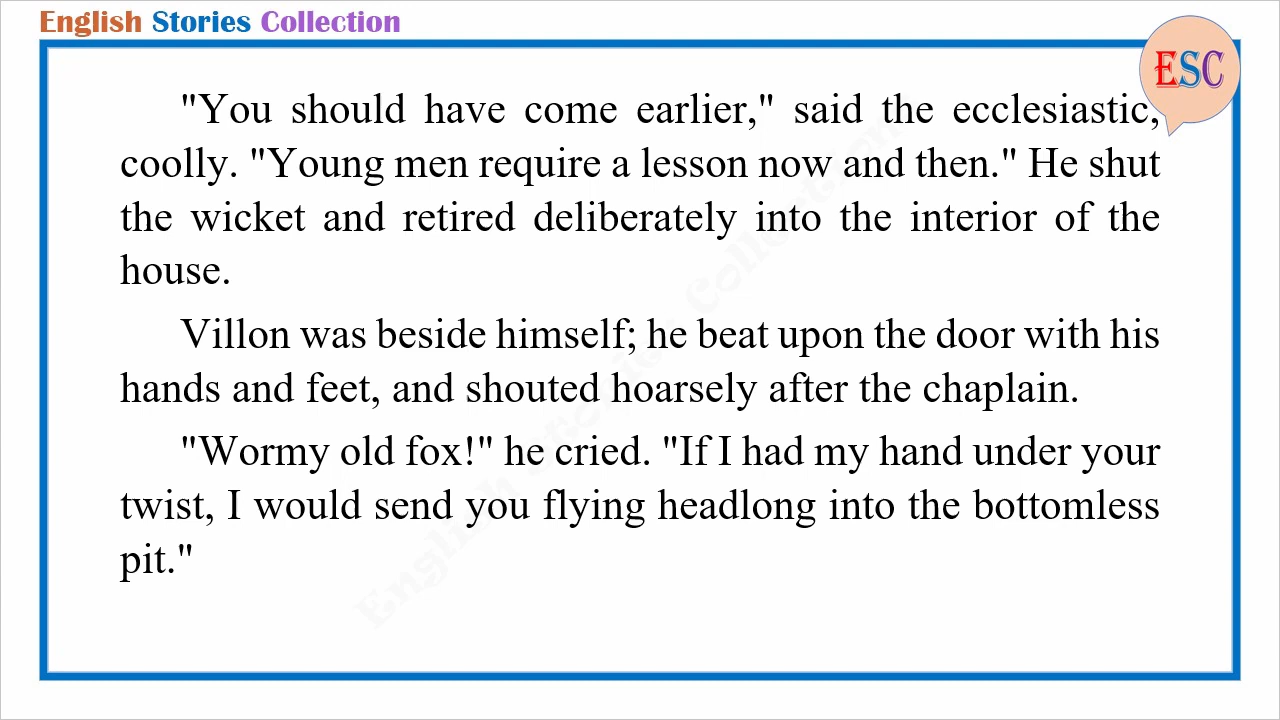 English Stories Collection
ESC
"You should have come earlier," said the ecclesiastic,
coolly. "Young men require a lesson now and then." He shut
the wicket and retired deliberately into the interior of the
house.
Villon was beside himself; he beat upon the door with his
hands and feet, and shouted hoarsely after the chaplain.
"Wormy old fox!" he cried. "If I had my hand under your
twist, I would send you flying headlong into the bottomless
pit."
English Stories Collection